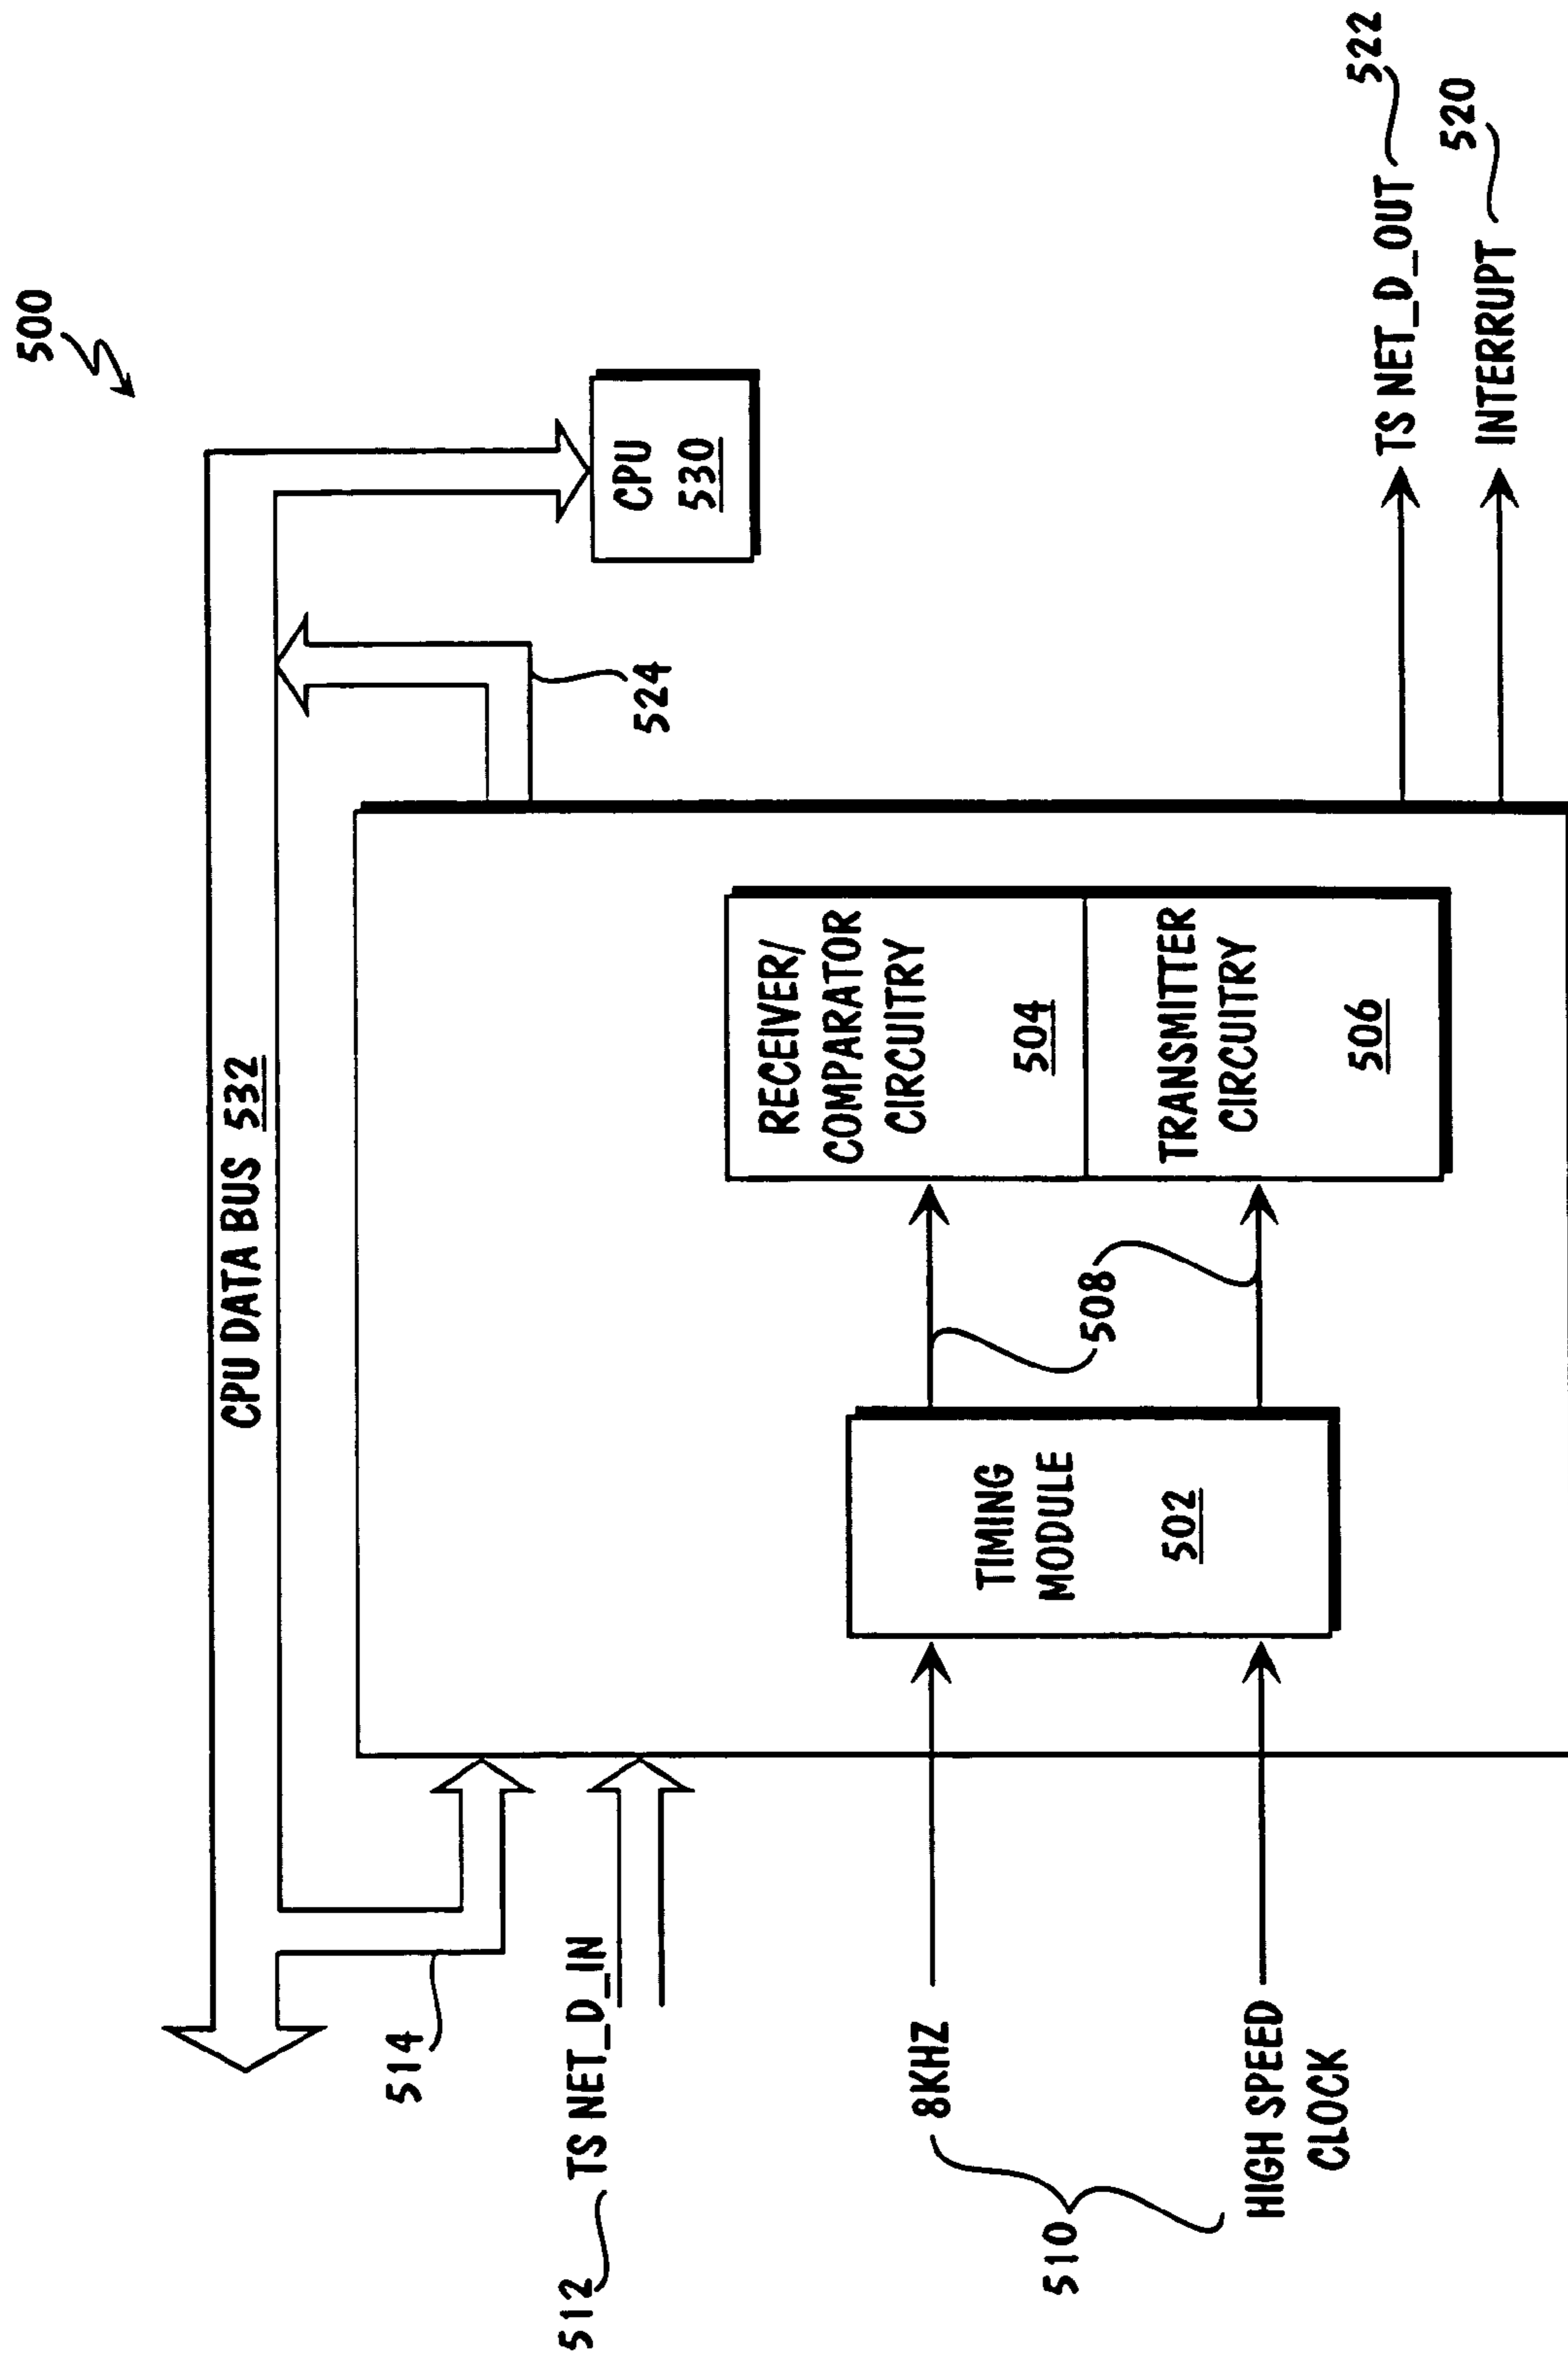 500
CPU DATA BUS 532
CPU
530
514
524
512 TS NET_D_IN
RECEIVER/
COMPARATOR
CIRCUITRY
504
TIMING
MODULE
502
508
TRANSMITTER
CIRCUITRY
506
510
8KHZ
HIGH SPEED
CLOCK
TS NET_D_OUT 522
INTERRUPT 520